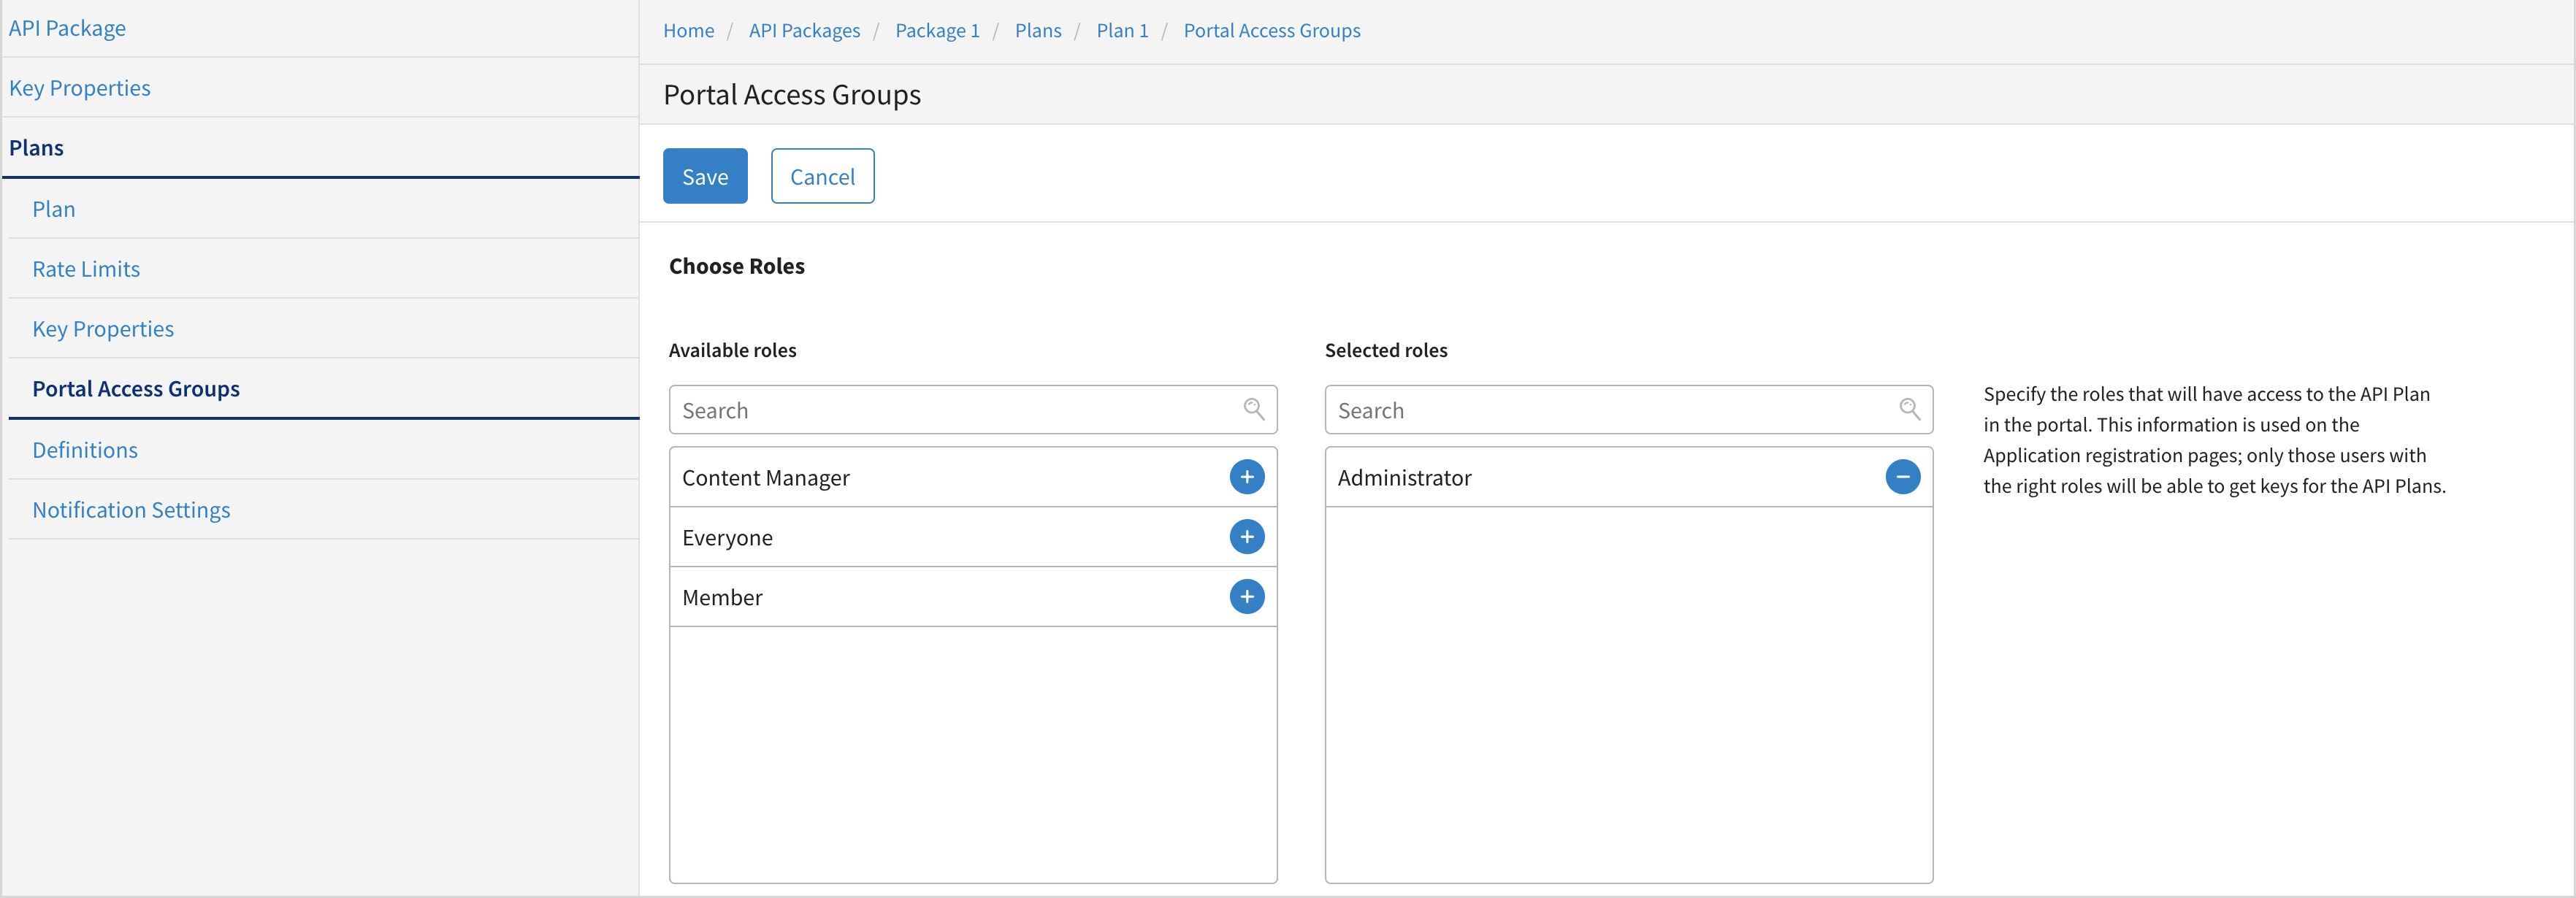 API Package
Key Properties
Plans
Plan
Rate Limits
Key Properties
Portal Access Groups
Definitions
Notification Settings
Home / API Packages / Package 1 / Plans / Plan 1 / Portal Access Groups
Portal Access Groups
Save
Cancel
Choose Roles
Available roles
Search
Content Manager
Everyone
Member
Selected roles
Search
Administrator
Specify the roles that will have access to the API Plan
in the portal. This information is used on the
Application registration pages; only those users with
the right roles will be able to get keys for the API Plans.